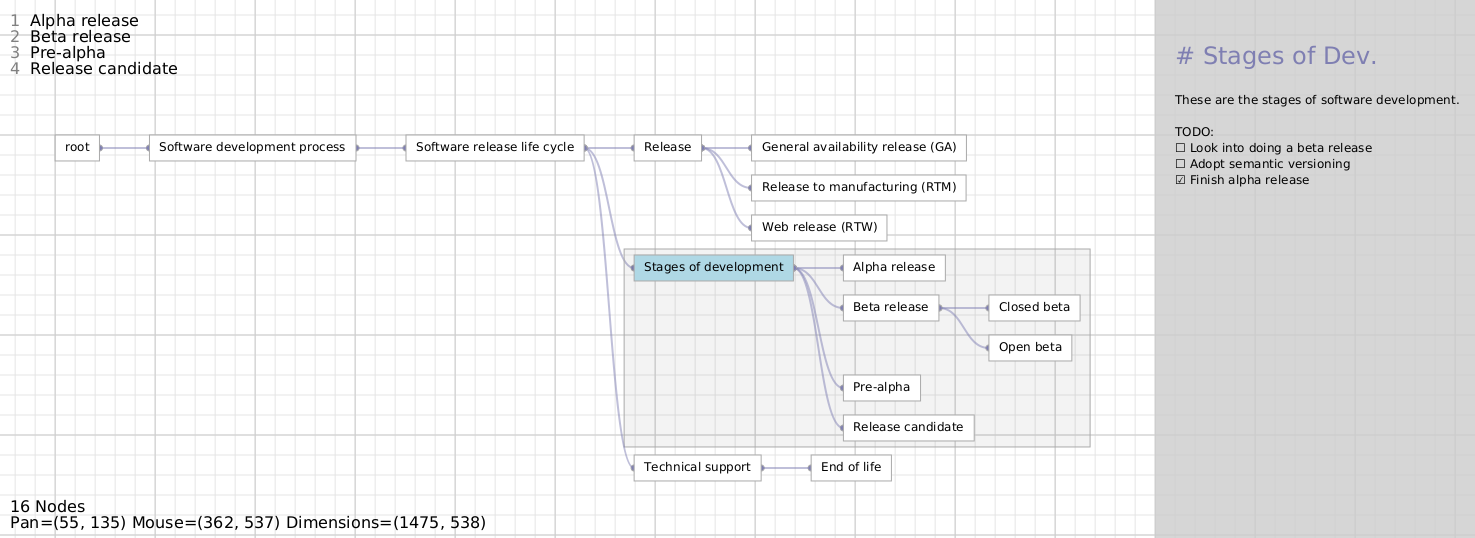 1 Alpha release
2 Beta release
3 Pre-alpha
4 Release candidate
root
Software development process
Software release life cycle
Release
General availability release (GA)
Release to manufacturing (RTM)
Web release (RTW)
Stages of development
Alpha release
Beta release
Closed beta
Open beta
Pre-alpha
Release candidate
Technical support
End of life
16 Nodes
Pan=(55, 135) Mouse=(362, 537) Dimensions=(1475, 538)
# Stages of Dev.
These are the stages of software development.
TODO:
☐ Look into doing a beta release
☐ Adopt semantic versioning
☑ Finish alpha release